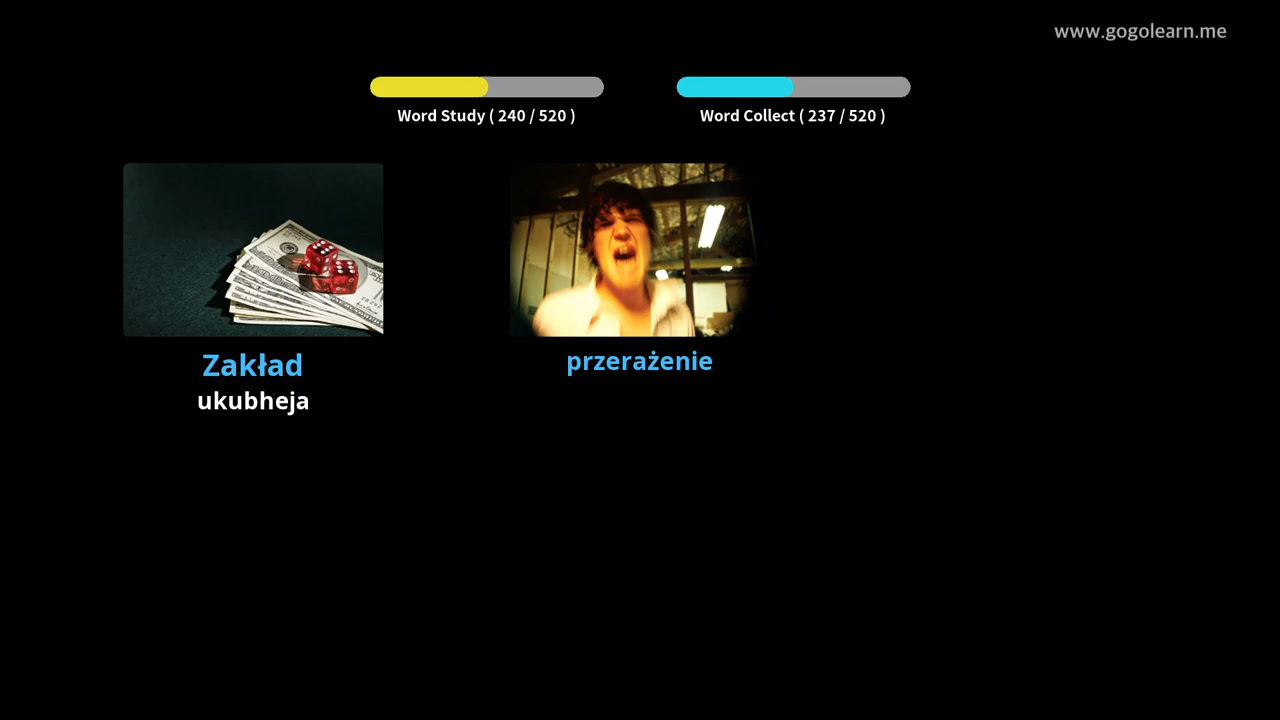 www.gogolearn.me
Word Study ( 240 / 520 )
Word Collect ( 237 / 520 )
Zakład
ukubheja
przerażenie